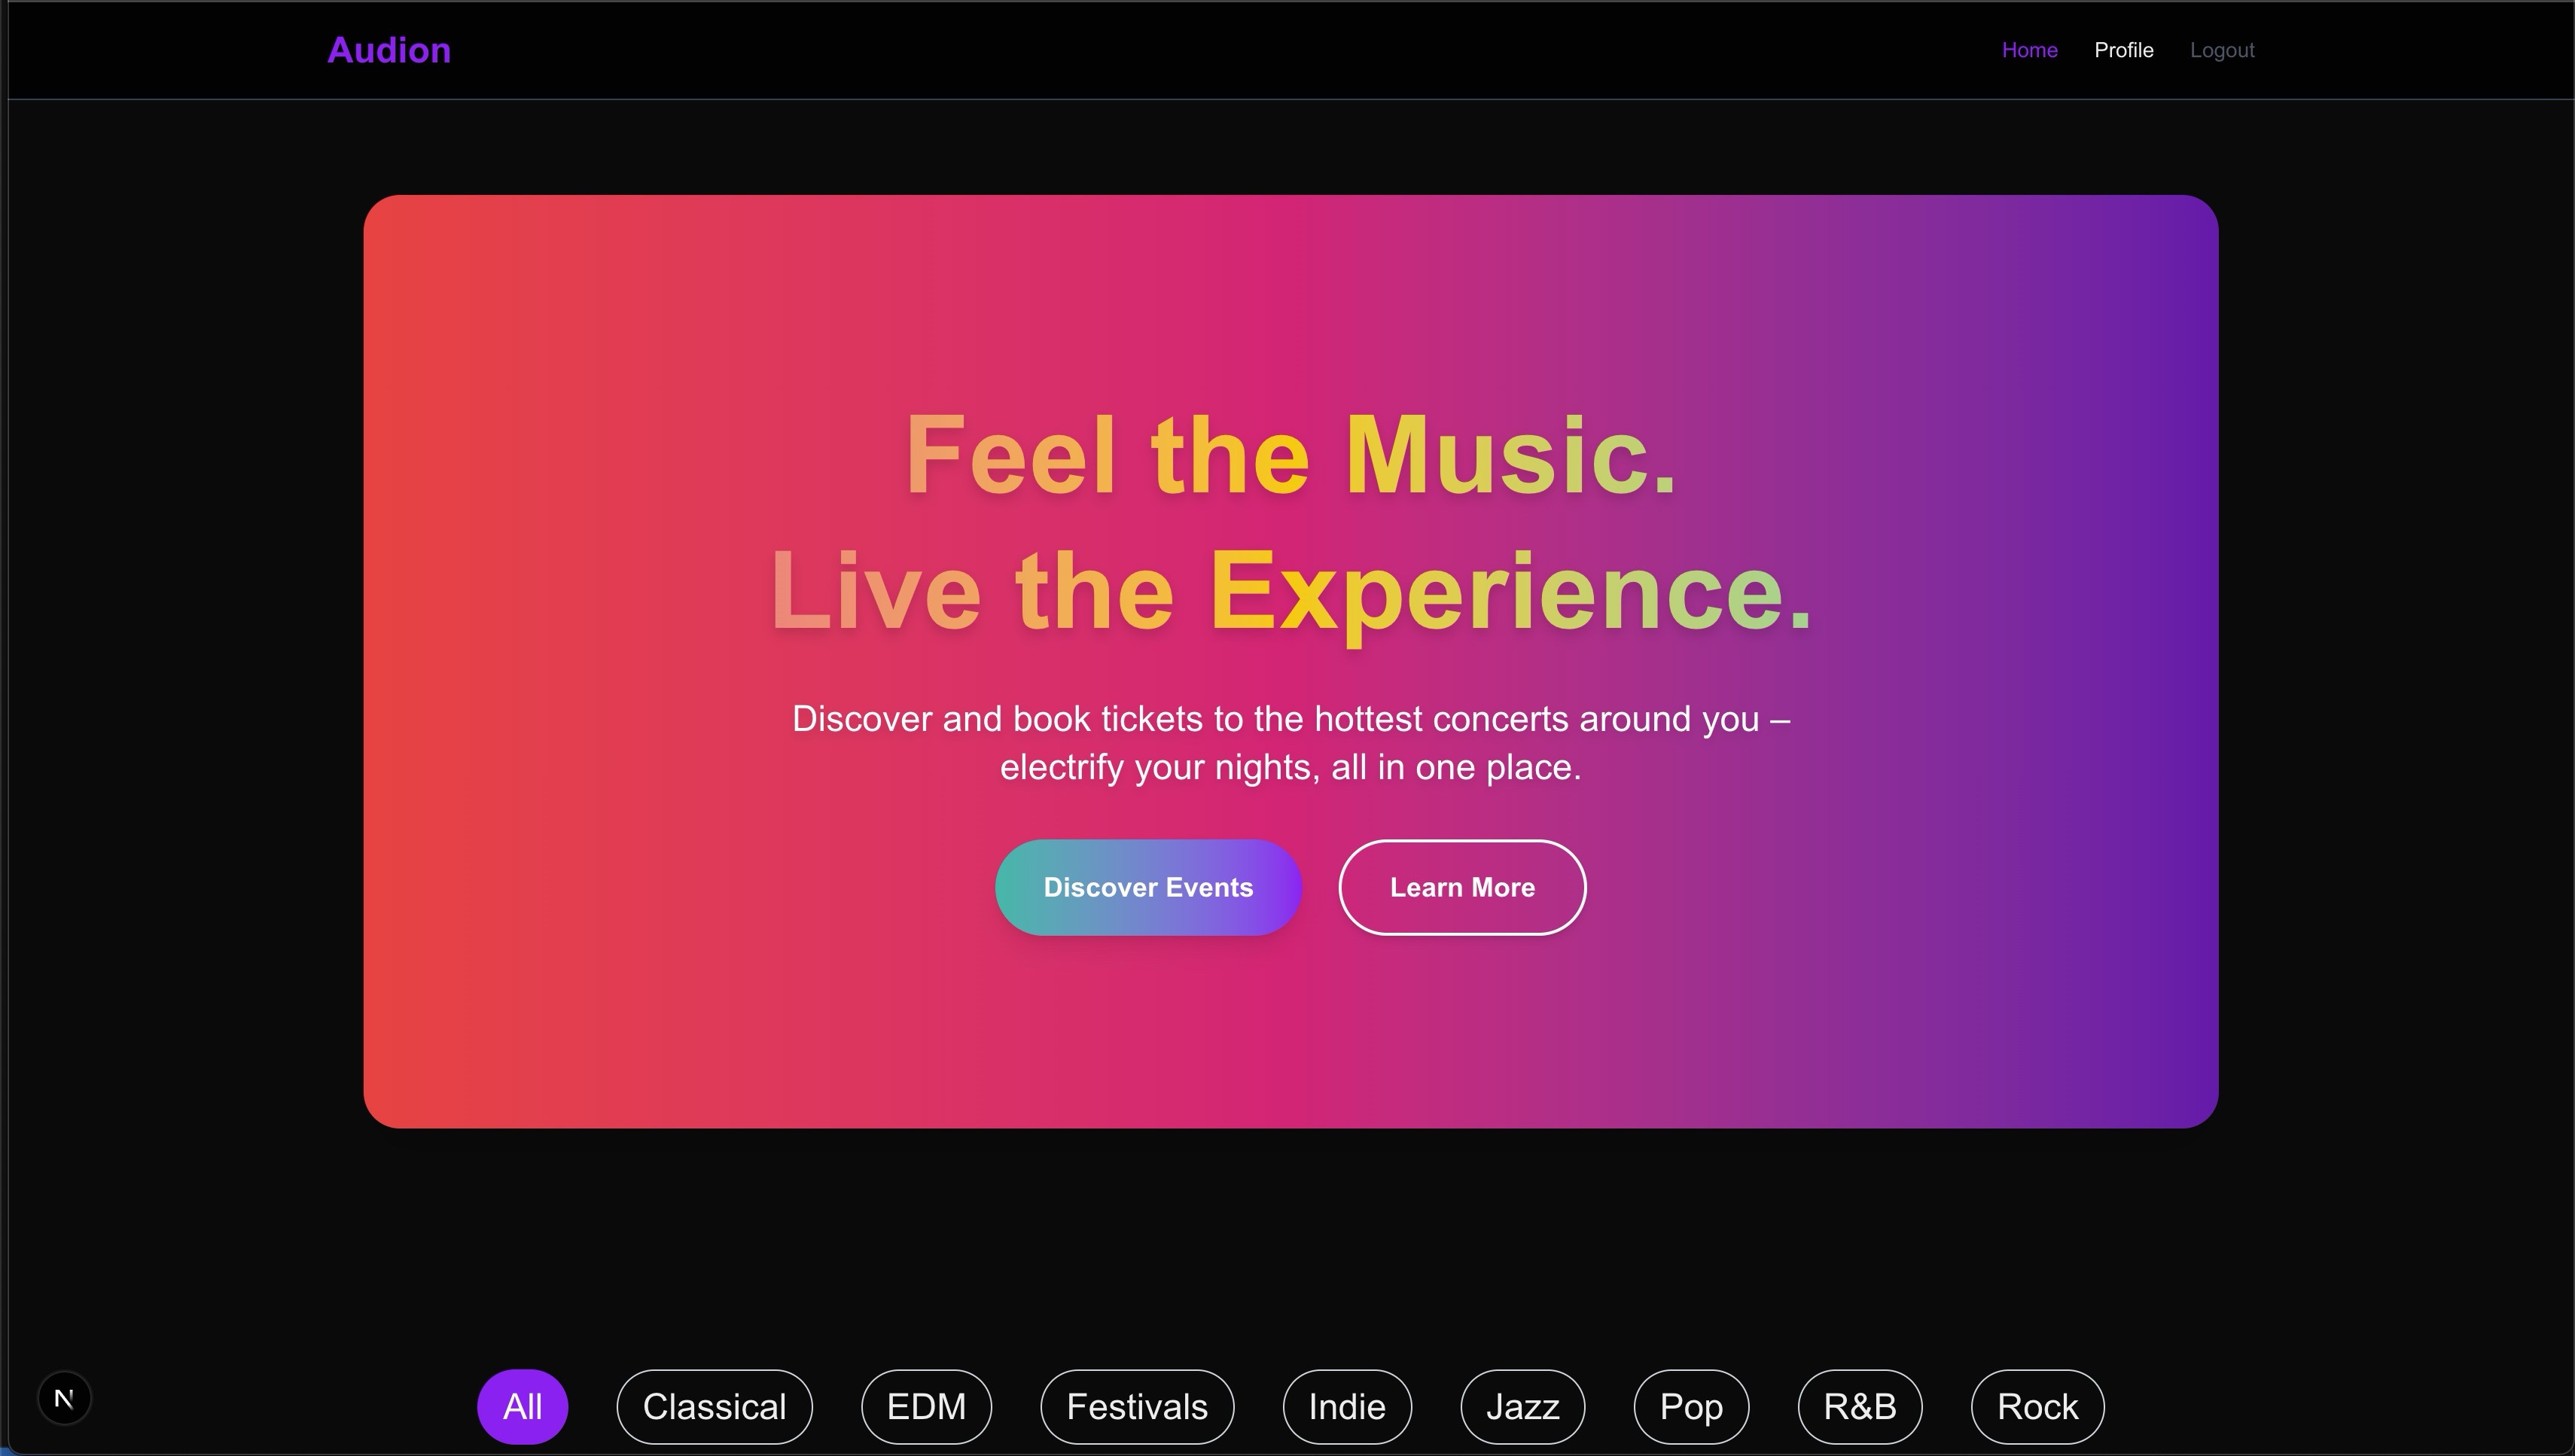 Audion
Home Profile Logout
Feel the Music.
Live the Experience.
Discover and book tickets to the hottest concerts around you –
electrify your nights, all in one place.
Discover Events Learn More
N
All Classical EDM Festivals Indie Jazz Pop R&B Rock